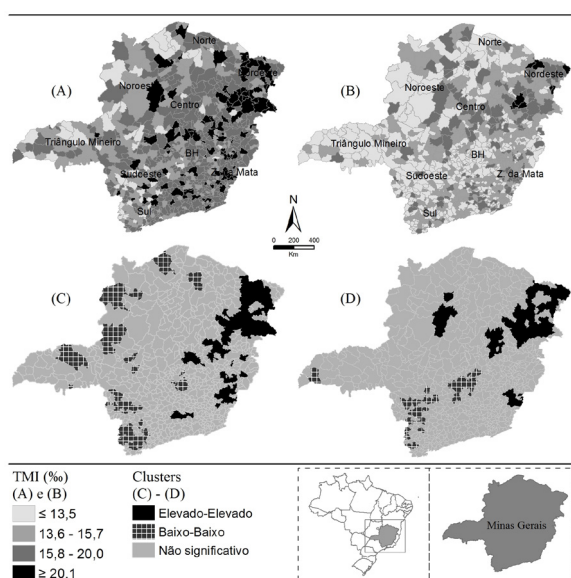 (A)
Norte
Nordeste
Noroeste
Centro
Triângulo Mineiro
BH
Sudoeste
Z. da Mata
Sul
(B)
Norte
Nordeste
Noroeste
Centro
Triângulo Mineiro
BH
Sudoeste
Z. da Mata
Sul
N
0 200 400
Km
(C)
(D)
TMI (‰)
(A) e (B)
≤ 13,5
13,6 - 15,7
15,8 - 20,0
≥ 20,1
Clusters
(C) - (D)
Elevado-Elevado
Baixo-Baixo
Não significativo
Minas Gerais